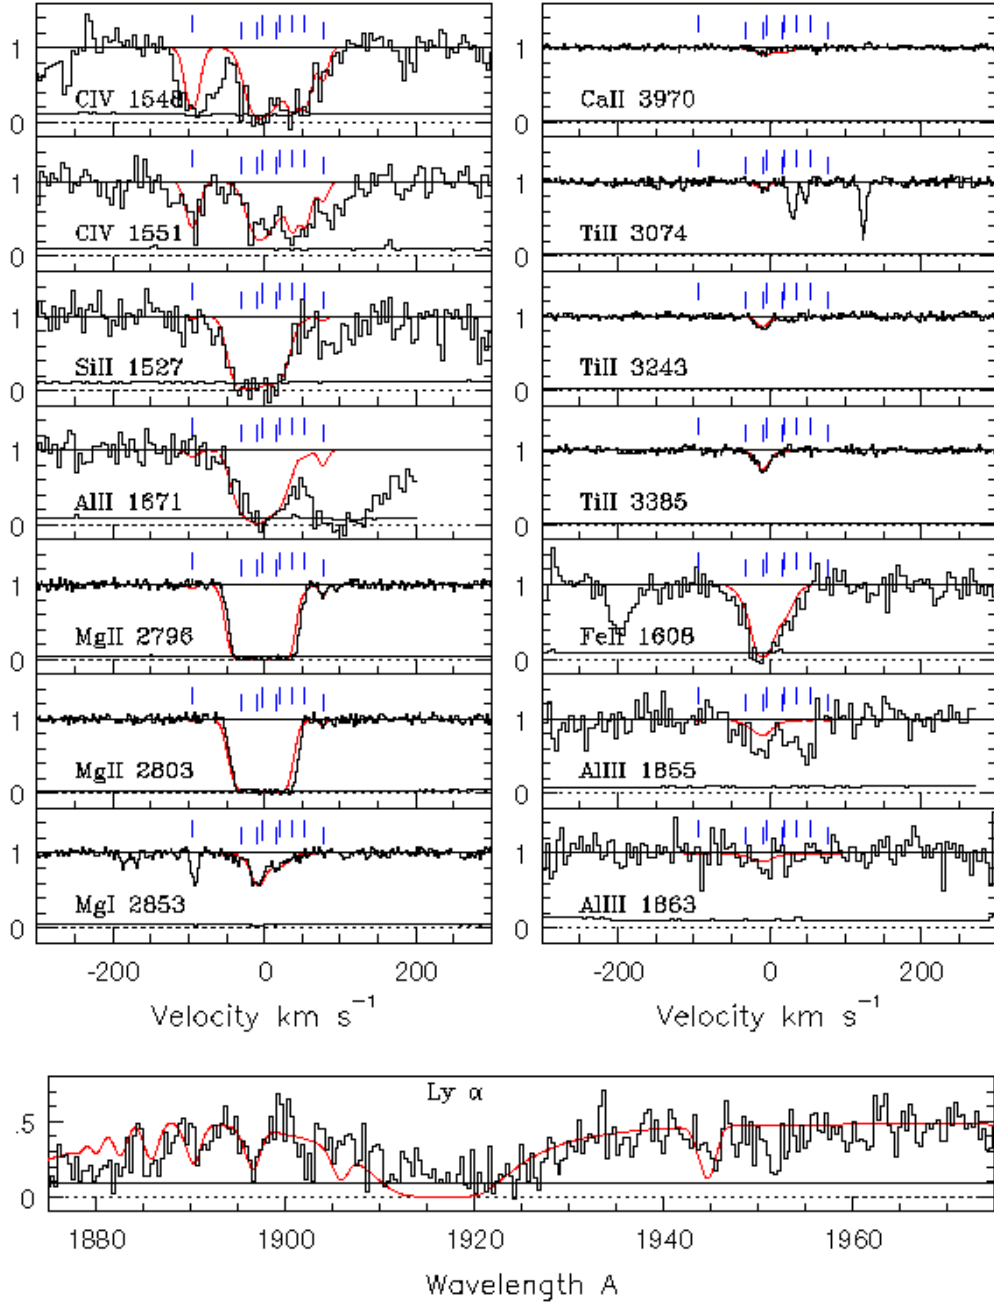 1
0
CIV 1548
1
0
CIV 1551
1
0
SiII 1527
1
0
AlII 1671
1
0
MgII 2796
1
0
MgII 2803
1
0
MgI 2853
-200 0 200
Velocity km s⁻¹
1
0
CaII 3970
1
0
TiII 3074
1
0
TiII 3243
1
0
TiII 3385
1
0
FeII 1608
1
0
AlIII 1855
1
0
AlIII 1863
-200 0 200
Velocity km s⁻¹
Ly α
.5
0
1880 1900 1920 1940 1960
Wavelength A